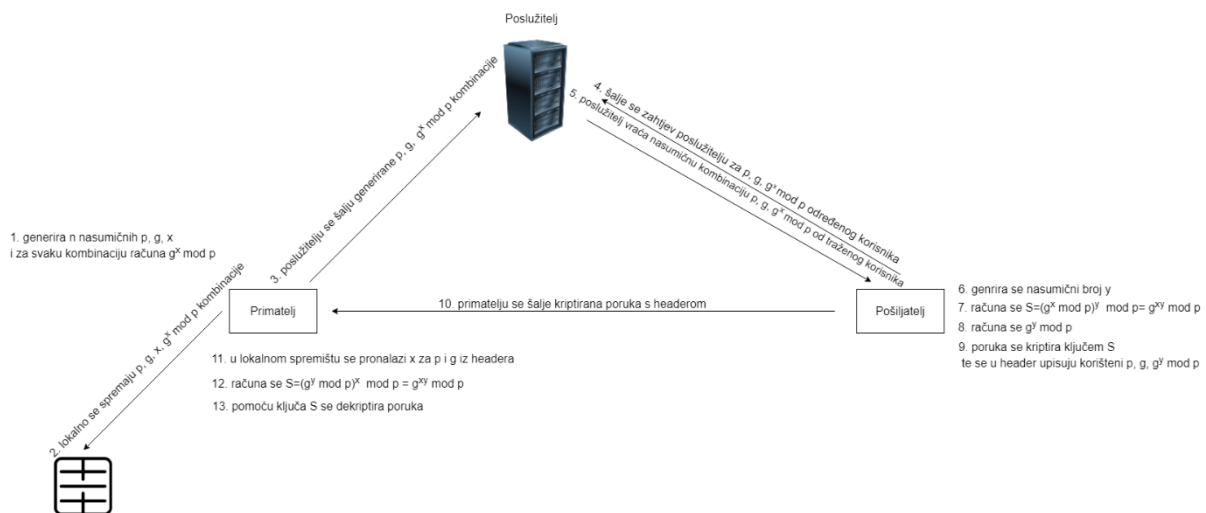 Poslužitelj
1. generira n nasumičnih p, g, x
i za svaku kombinaciju računa g^x mod p
2. lokalno se spremaju p, g, x, g^x mod p kombinacije
3. poslužitelju se šalju generirane p, g, g^x mod p kombinacije
4. šalje se zahtjev poslužitelju za p, g, g^x mod p određenog korisnika
5. poslužitelj vraća nasumičnu kombinaciju p, g, g^x mod p od traženog korisnika
Primatelj
Pošiljatelj
6. genrira se nasumični broj y
7. računa se S=(g^x mod p)^y mod p= g^xy mod p
8. računa se g^y mod p
9. poruka se kriptira ključem S
te se u header upisuju korišteni p, g, g^y mod p
10. primatelju se šalje kriptirana poruka s headerom
11. u lokalnom spremištu se pronalazi x za p i g iz headera
12. računa se S=(g^y mod p)^x mod p = g^xy mod p
13. pomoću ključa S se dekriptira poruka